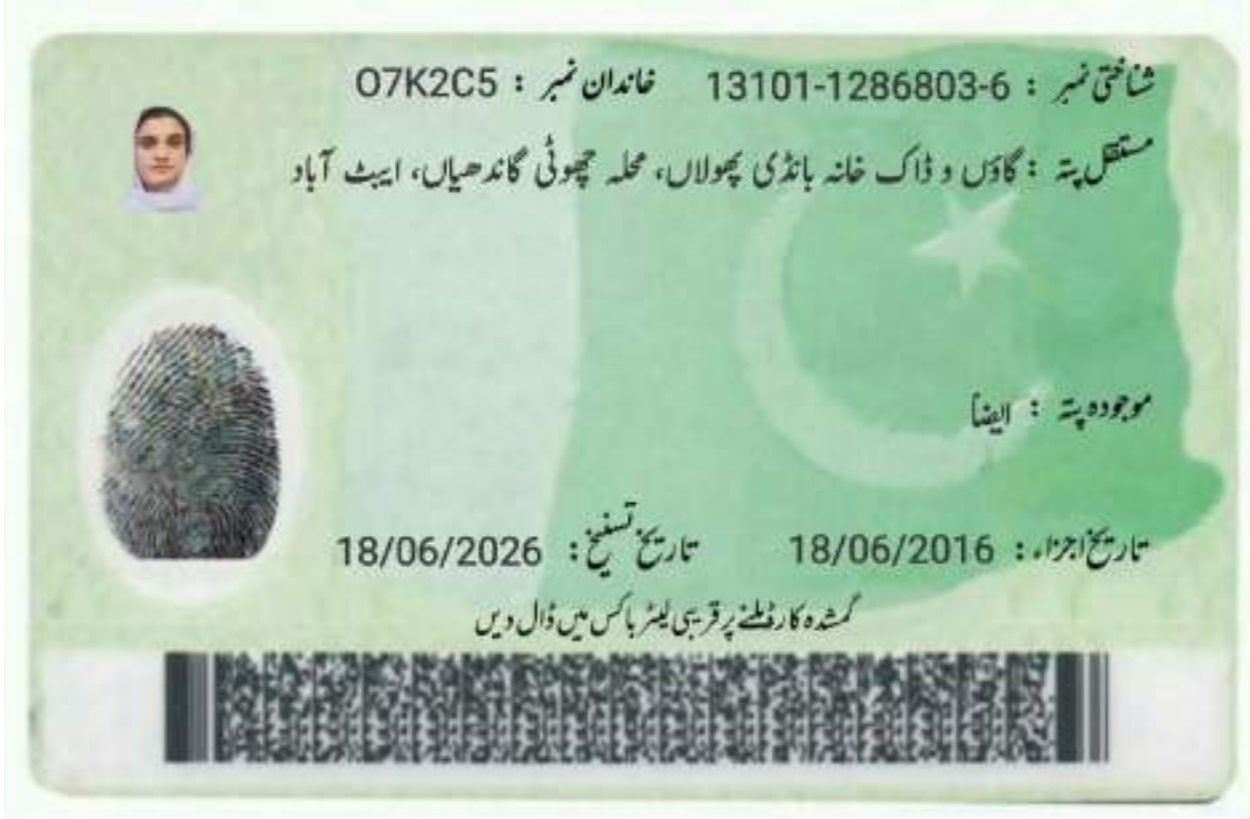 شناختی نمبر : 13101-1286803-6 خاندان نمبر : O7K2C5
مستقل پتہ : گاؤں و ڈاک خانہ بانڈی پھولاں، محلہ چھوٹی گاندھیاں، ایبٹ آباد
موجودہ پتہ : ایضاً
تاریخ اجراء : 18/06/2016 تاریخ تنسیخ : 18/06/2026
گمشدہ کارڈ ملنے پر قریبی لیٹر باکس میں ڈال دیں